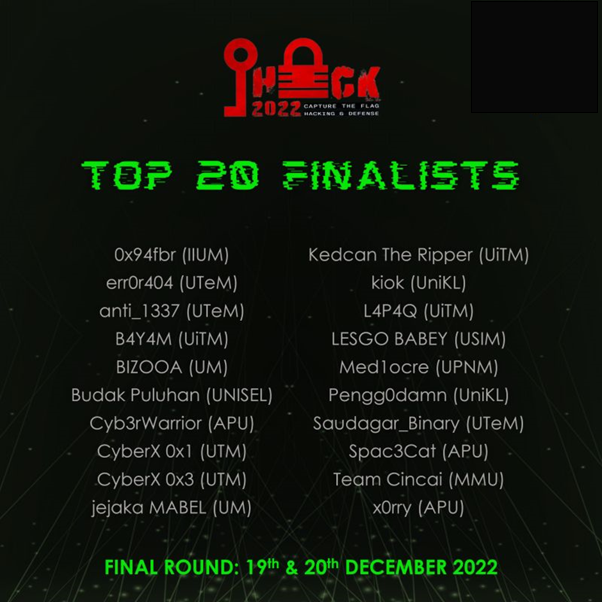 iHACK
2022 CAPTURE THE FLAG
HACKING & DEFENSE
TOP 20 FINALISTS
0x94fbr (IIUM)
err0r404 (UTeM)
anti_1337 (UTeM)
B4Y4M (UiTM)
BIZOOA (UM)
Budak Puluhan (UNISEL)
Cyb3rWarrior (APU)
CyberX 0x1 (UTM)
CyberX 0x3 (UTM)
jejaka MABEL (UM)
Kedcan The Ripper (UiTM)
kiok (UniKL)
L4P4Q (UiTM)
LESGO BABEY (USIM)
Med1ocre (UPNM)
Pengg0damn (UniKL)
Saudagar_Binary (UTeM)
Spac3Cat (APU)
Team Cincai (MMU)
x0rry (APU)
FINAL ROUND: 19th & 20th DECEMBER 2022